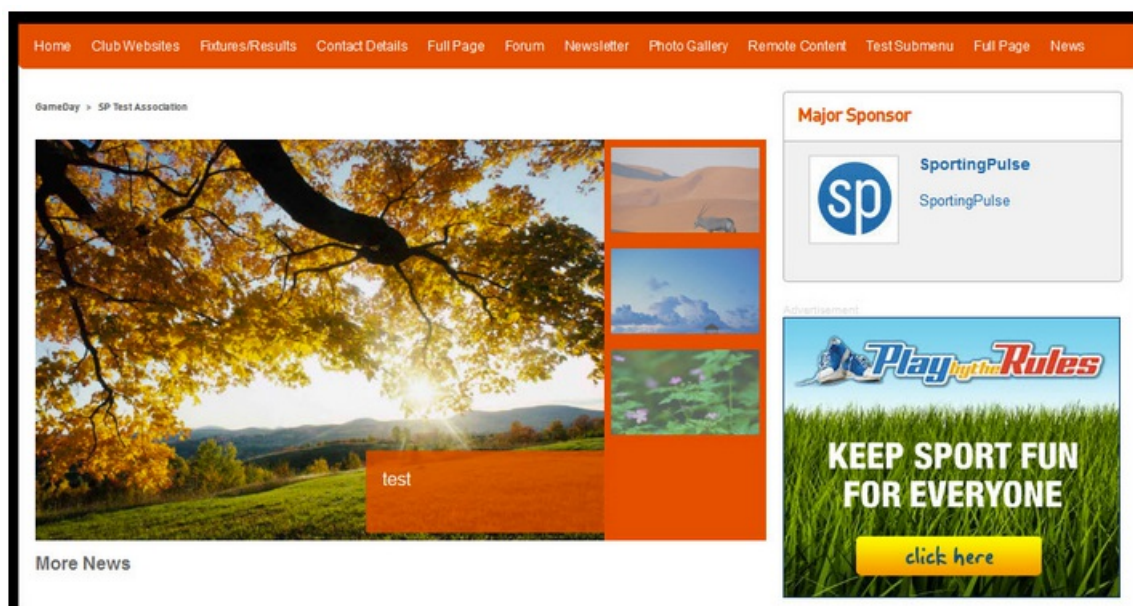 Home Club Websites Fixtures/Results Contact Details Full Page Forum Newsletter Photo Gallery Remote Content Test Submenu Full Page News
GameDay > SP Test Association
test
More News
Major Sponsor
sp
SportingPulse
SportingPulse
Advertisement
Play by the Rules
KEEP SPORT FUN
FOR EVERYONE
click here